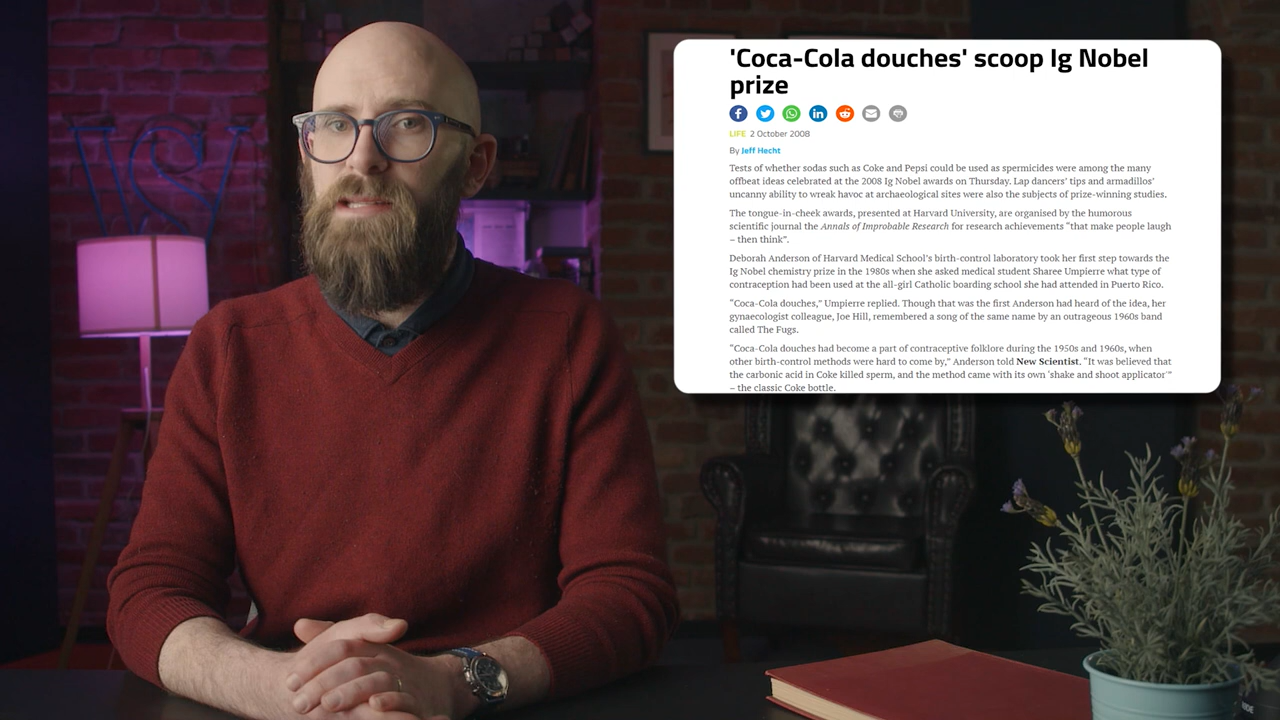 'Coca-Cola douches' scoop Ig Nobel
prize
LIFE 2 October 2008
By Jeff Hecht
Tests of whether sodas such as Coke and Pepsi could be used as spermicides were among the many
offbeat ideas celebrated at the 2008 Ig Nobel awards on Thursday. Lap dancers' tips and armadillos'
uncanny ability to wreak havoc at archaeological sites were also the subjects of prize-winning studies.
The tongue-in-cheek awards, presented at Harvard University, are organised by the humorous
scientific journal the Annals of Improbable Research for research achievements “that make people laugh
– then think”.
Deborah Anderson of Harvard Medical School's birth-control laboratory took her first step towards the
Ig Nobel chemistry prize in the 1980s when she asked medical student Sharee Umpierre what type of
contraception had been used at the all-girl Catholic boarding school she had attended in Puerto Rico.
“Coca-Cola douches,” Umpierre replied. Though that was the first Anderson had heard of the idea, her
gynaecologist colleague, Joe Hill, remembered a song of the same name by an outrageous 1960s band
called The Fugs.
“Coca-Cola douches had become a part of contraceptive folklore during the 1950s and 1960s, when
other birth-control methods were hard to come by,” Anderson told New Scientist. “It was believed that
the carbonic acid in Coke killed sperm, and the method came with its own 'shake and shoot applicator'”
– the classic Coke bottle.